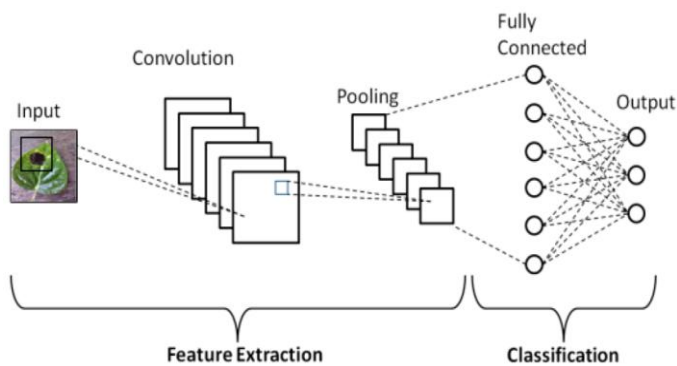 Input
Convolution
Pooling
Fully
Connected
Output
Feature Extraction
Classification